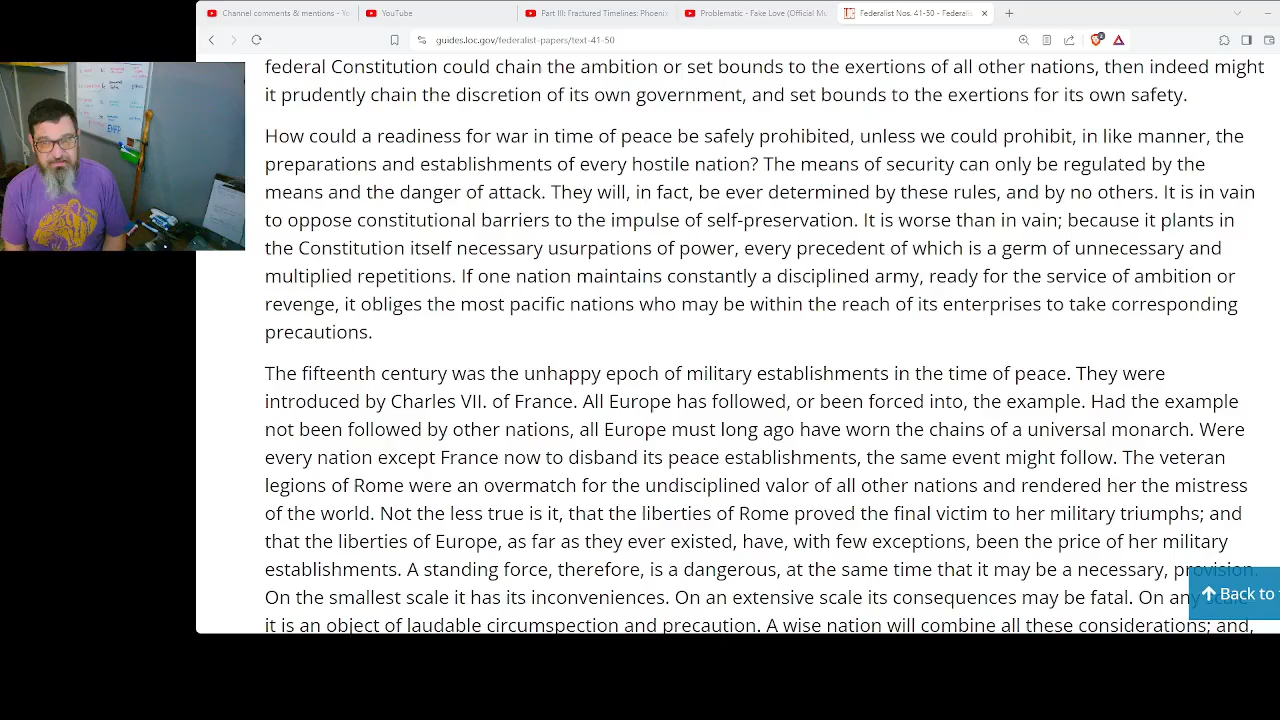 Channel comments & mentions - Yo
YouTube
Part III: Fractured Timelines: Phoeni
Problematic - Fake Love (Official Mu
Federalist Nos. 41-50 - Federalis
guides.loc.gov/federalist-papers/text-41-50
federal Constitution could chain the ambition or set bounds to the exertions of all other nations, then indeed might
it prudently chain the discretion of its own government, and set bounds to the exertions for its own safety.
How could a readiness for war in time of peace be safely prohibited, unless we could prohibit, in like manner, the
preparations and establishments of every hostile nation? The means of security can only be regulated by the
means and the danger of attack. They will, in fact, be ever determined by these rules, and by no others. It is in vain
to oppose constitutional barriers to the impulse of self-preservation. It is worse than in vain; because it plants in
the Constitution itself necessary usurpations of power, every precedent of which is a germ of unnecessary and
multiplied repetitions. If one nation maintains constantly a disciplined army, ready for the service of ambition or
revenge, it obliges the most pacific nations who may be within the reach of its enterprises to take corresponding
precautions.
The fifteenth century was the unhappy epoch of military establishments in the time of peace. They were
introduced by Charles VII. of France. All Europe has followed, or been forced into, the example. Had the example
not been followed by other nations, all Europe must long ago have worn the chains of a universal monarch. Were
every nation except France now to disband its peace establishments, the same event might follow. The veteran
legions of Rome were an overmatch for the undisciplined valor of all other nations and rendered her the mistress
of the world. Not the less true is it, that the liberties of Rome proved the final victim to her military triumphs; and
that the liberties of Europe, as far as they ever existed, have, with few exceptions, been the price of her military
establishments. A standing force, therefore, is a dangerous, at the same time that it may be a necessary, provision.
On the smallest scale it has its inconveniences. On an extensive scale its consequences may be fatal. On any scale
it is an object of laudable circumspection and precaution. A wise nation will combine all these considerations; and,
Back to
ENFP